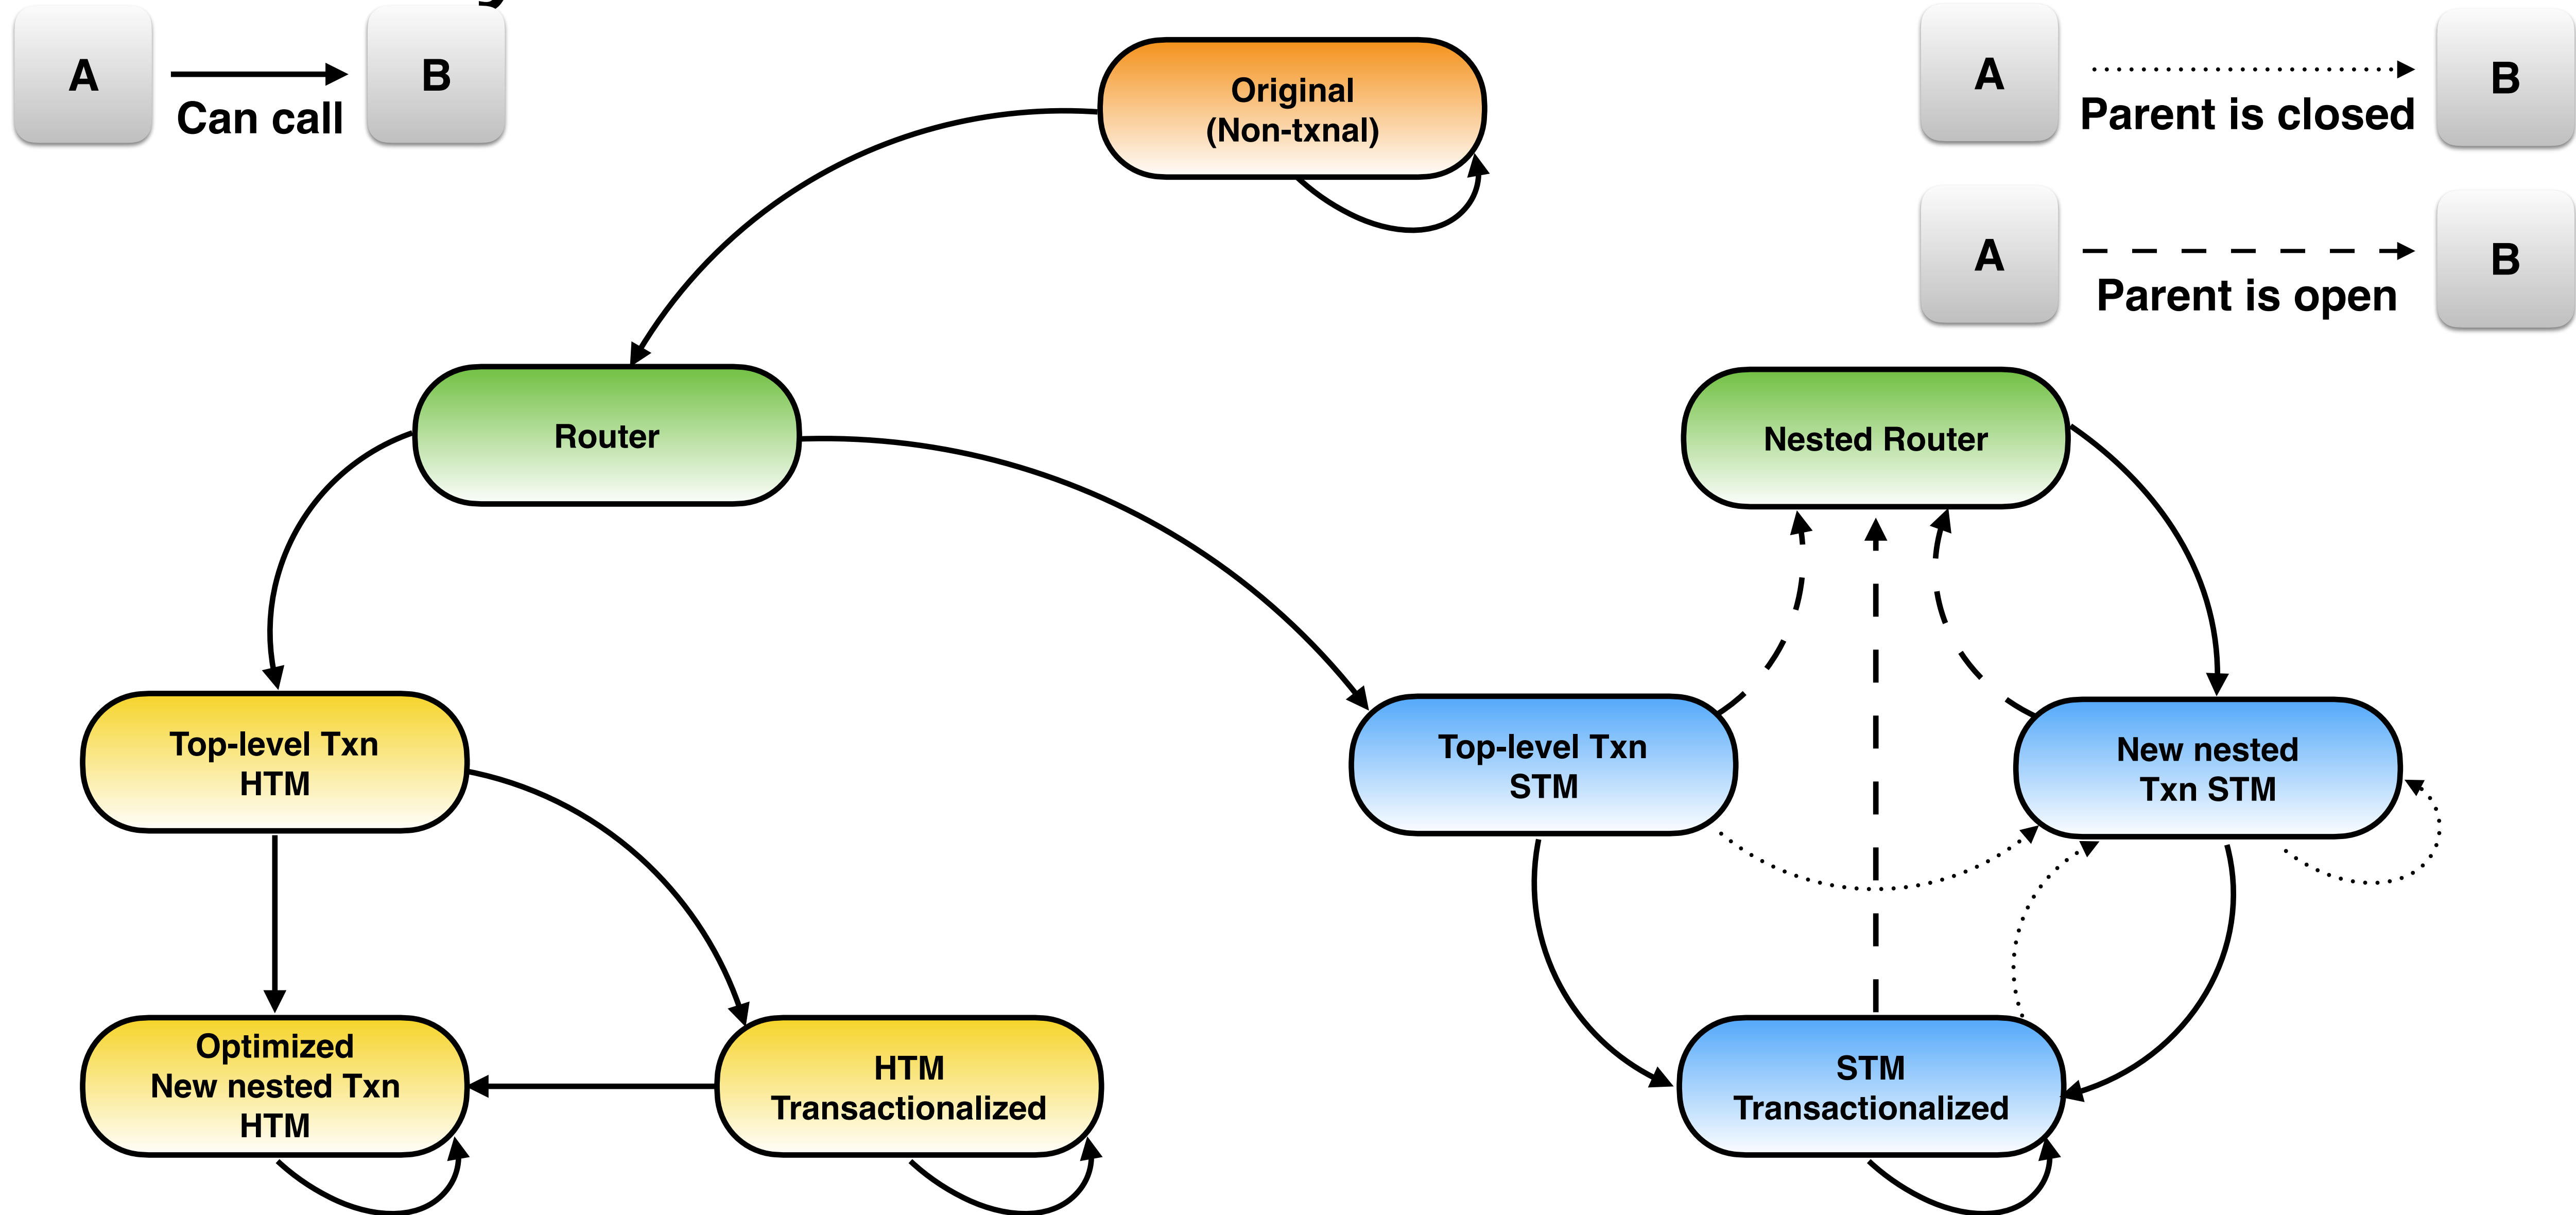 A
Can call
B
A
Parent is closed
B
A
Parent is open
B
Original
(Non-txnal)
Router
Nested Router
Top-level Txn
HTM
Top-level Txn
STM
New nested
Txn STM
Optimized
New nested Txn
HTM
HTM
Transactionalized
STM
Transactionalized